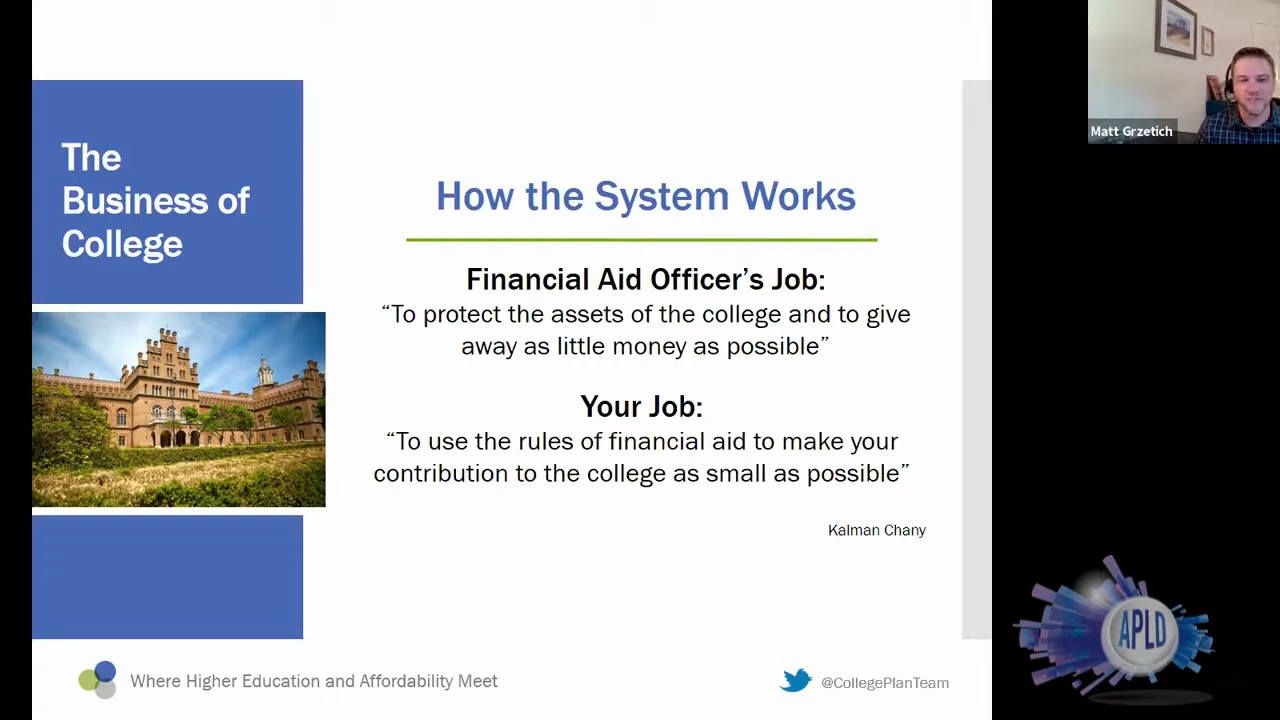 The
Business of
College
How the System Works
Financial Aid Officer’s Job:
“To protect the assets of the college and to give
away as little money as possible”
Your Job:
“To use the rules of financial aid to make your
contribution to the college as small as possible”
Kalman Chany
Where Higher Education and Affordability Meet
@CollegePlanTeam
Matt Grzetich
APLD